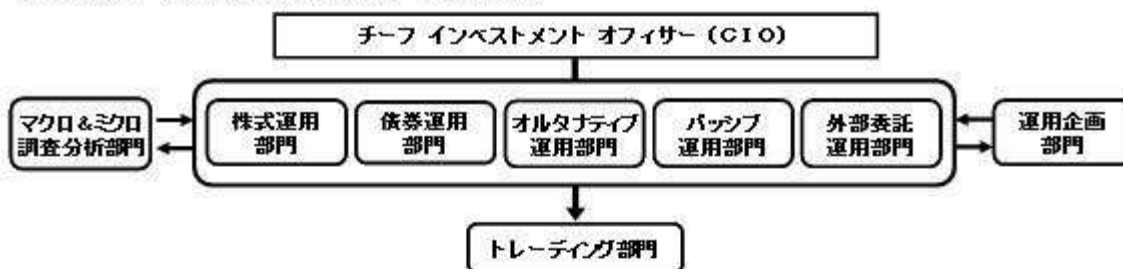 チーフ インベストメント オフィサー (CIO)
マクロ&ミクロ
調査分析部門
株式運用
部門
債券運用
部門
オルタナティブ
運用部門
パッシブ
運用部門
外部委託
運用部門
運用企画
部門
トレーディング部門